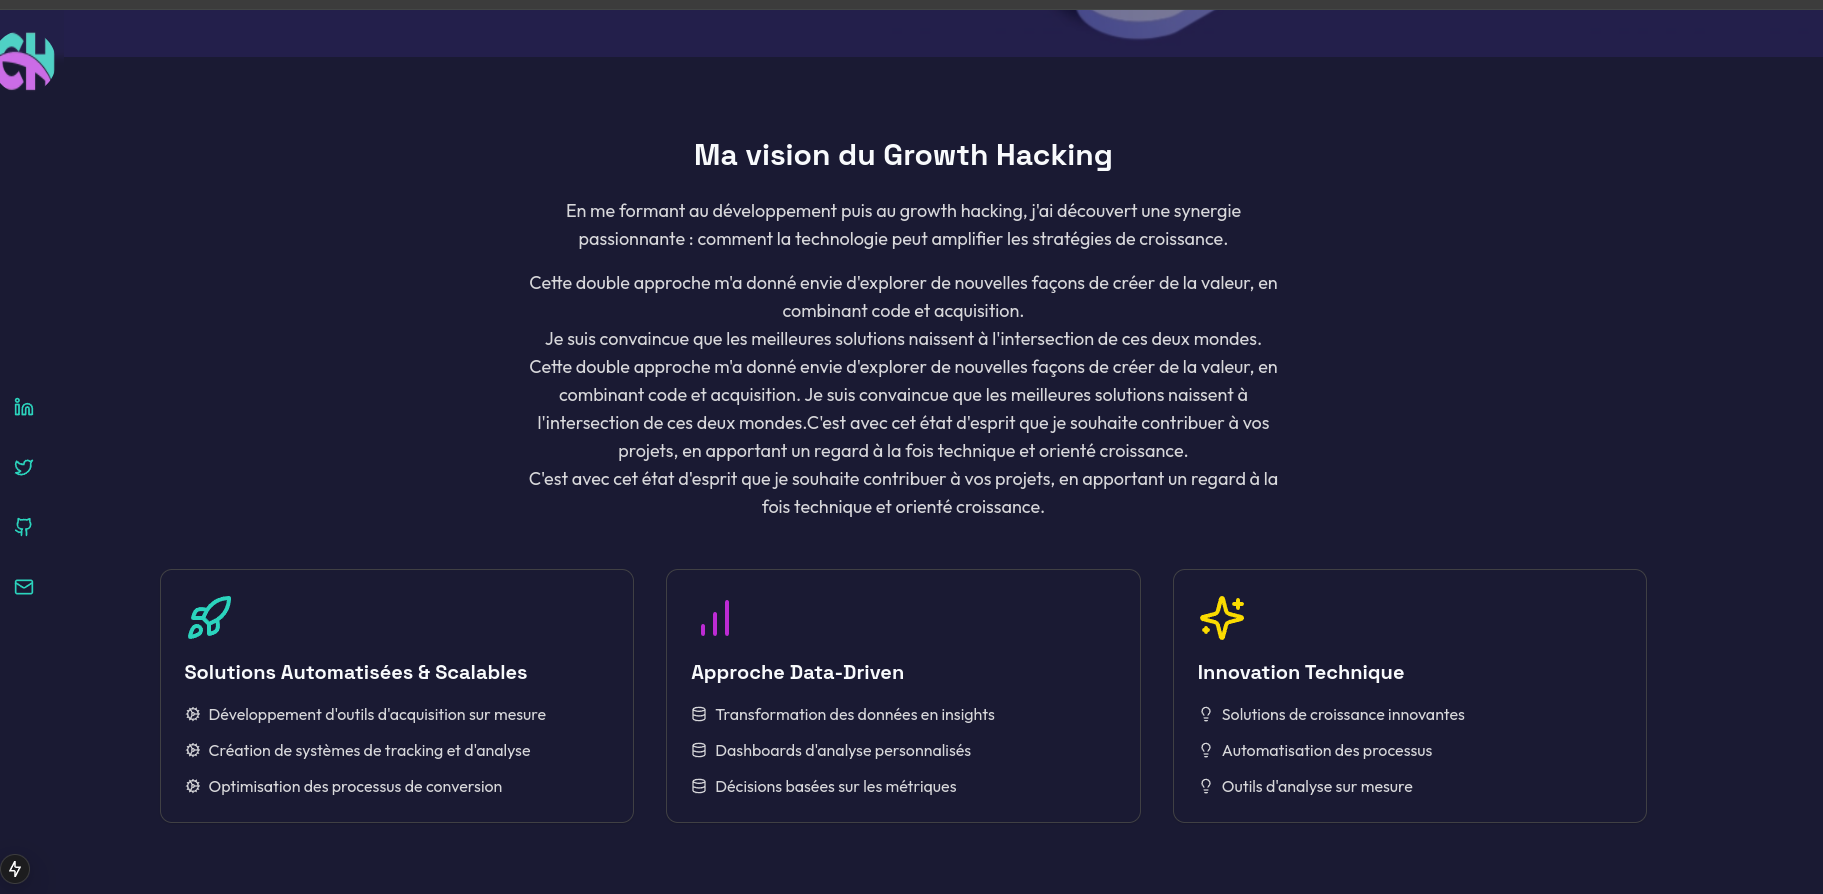 Ma vision du Growth Hacking
En me formant au développement puis au growth hacking, j'ai découvert une synergie
passionnante : comment la technologie peut amplifier les stratégies de croissance.
Cette double approche m'a donné envie d'explorer de nouvelles façons de créer de la valeur, en
combinant code et acquisition.
Je suis convaincue que les meilleures solutions naissent à l'intersection de ces deux mondes.
Cette double approche m'a donné envie d'explorer de nouvelles façons de créer de la valeur, en
combinant code et acquisition. Je suis convaincue que les meilleures solutions naissent à
l'intersection de ces deux mondes.C'est avec cet état d'esprit que je souhaite contribuer à vos
projets, en apportant un regard à la fois technique et orienté croissance.
C'est avec cet état d'esprit que je souhaite contribuer à vos projets, en apportant un regard à la
fois technique et orienté croissance.
Solutions Automatisées & Scalables
Développement d'outils d'acquisition sur mesure
Création de systèmes de tracking et d'analyse
Optimisation des processus de conversion
Approche Data-Driven
Transformation des données en insights
Dashboards d'analyse personnalisés
Décisions basées sur les métriques
Innovation Technique
Solutions de croissance innovantes
Automatisation des processus
Outils d'analyse sur mesure